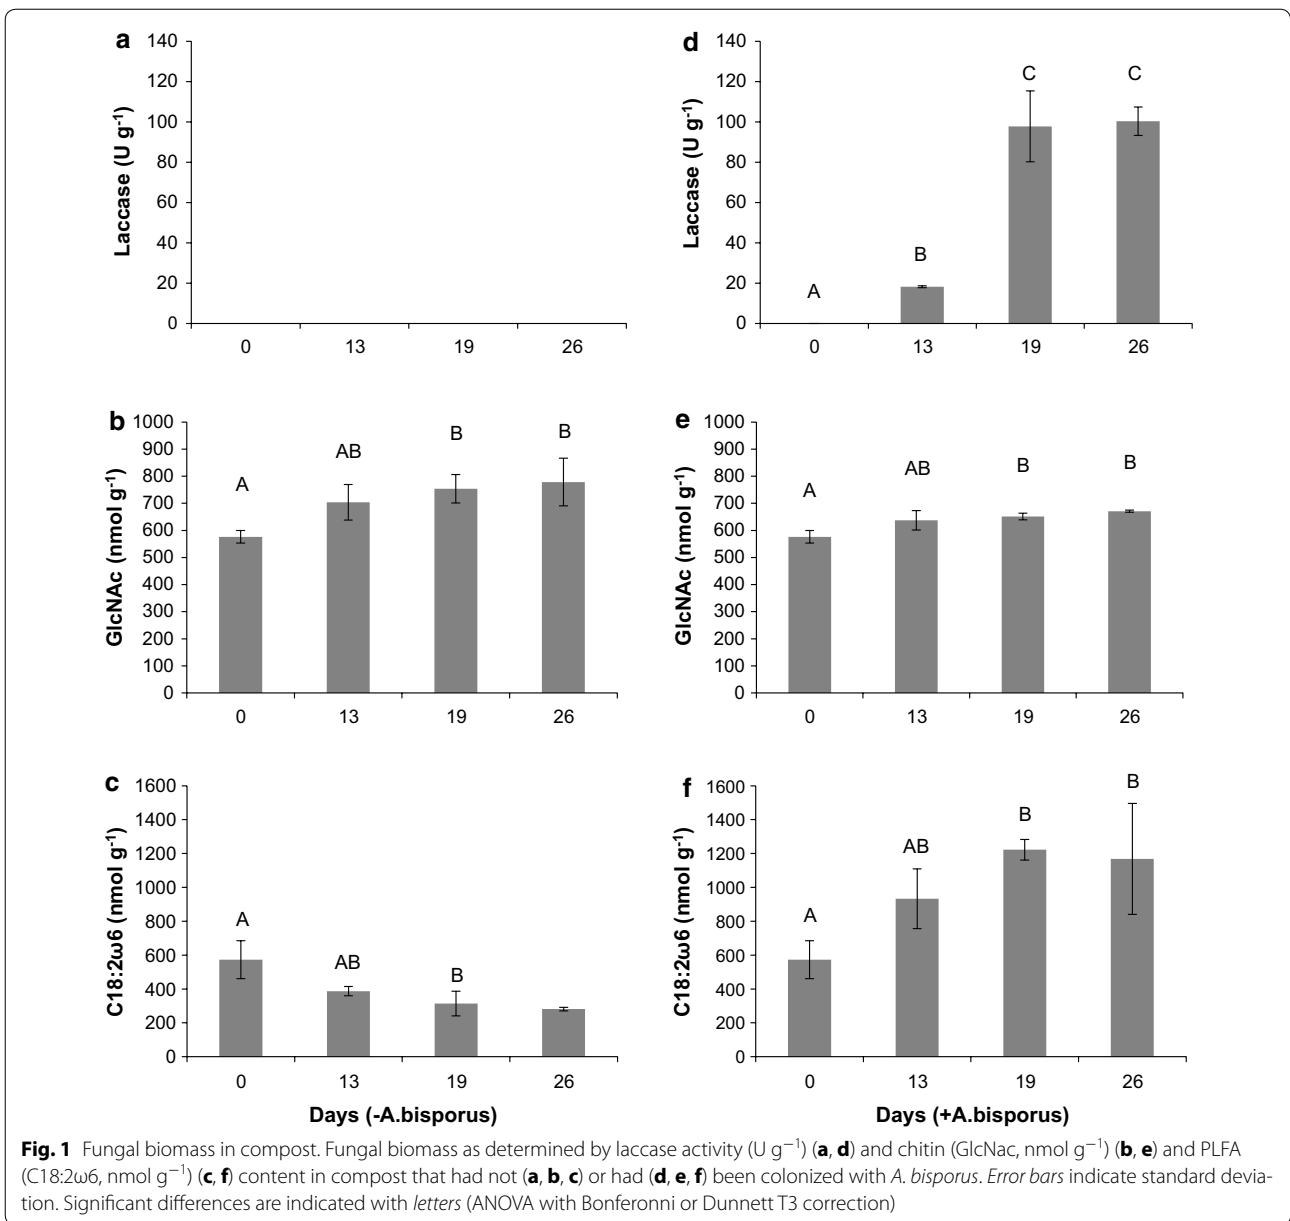 a
140
120
100
80
60
40
20
0
Laccase (U g-1)
0 13 19 26
d
140
120
100
80
60
40
20
0
Laccase (U g-1)
A B C C
0 13 19 26
b
1000
900
800
700
600
500
400
300
200
100
0
GlcNAc (nmol g-1)
A AB B B
0 13 19 26
e
1000
900
800
700
600
500
400
300
200
100
0
GlcNAc (nmol g-1)
A AB B B
0 13 19 26
c
1600
1400
1200
1000
800
600
400
200
0
C18:2ω6 (nmol g-1)
A AB B
0 13 19 26
Days (-A.bisporus)
f
1600
1400
1200
1000
800
600
400
200
0
C18:2ω6 (nmol g-1)
A AB B B
0 13 19 26
Days (+A.bisporus)
Fig. 1 Fungal biomass in compost. Fungal biomass as determined by laccase activity (U g−1) (a, d) and chitin (GlcNac, nmol g−1) (b, e) and PLFA
(C18:2ω6, nmol g−1) (c, f) content in compost that had not (a, b, c) or had (d, e, f) been colonized with A. bisporus. Error bars indicate standard devia-
tion. Significant differences are indicated with letters (ANOVA with Bonferonni or Dunnett T3 correction)